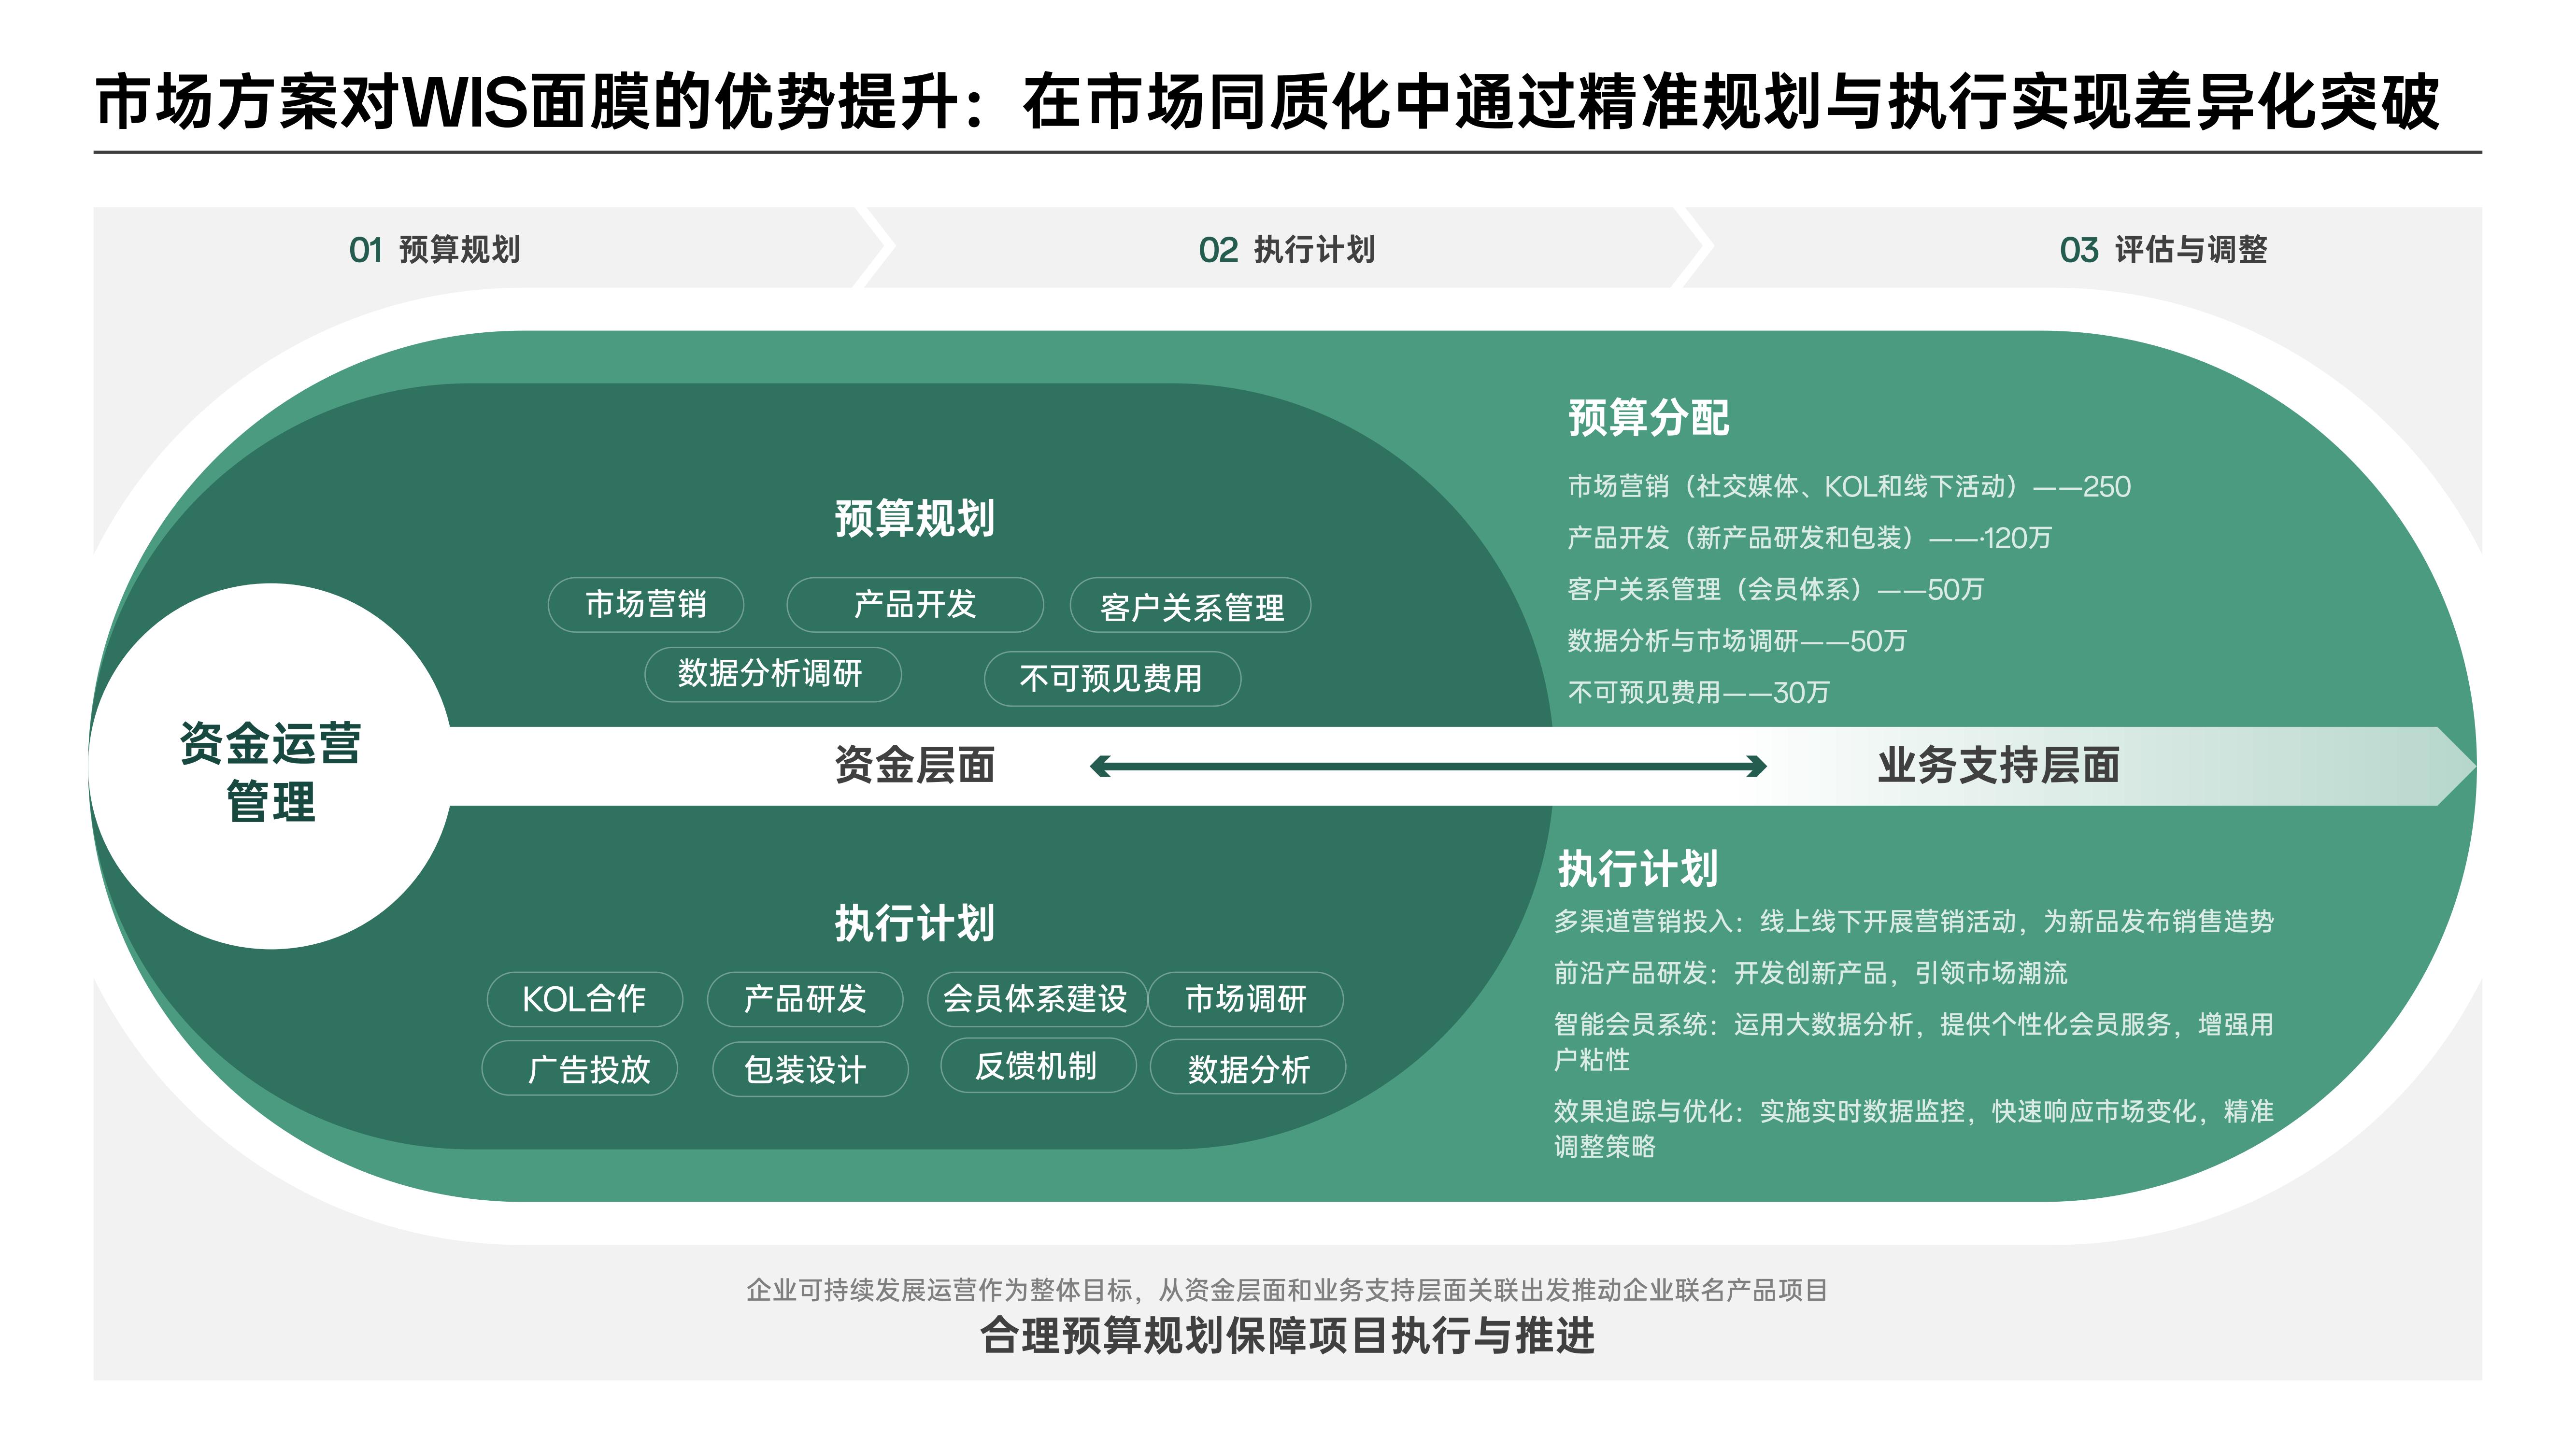 市场方案对WIS面膜的优势提升：在市场同质化中通过精准规划与执行实现差异化突破
01 预算规划
02 执行计划
03 评估与调整
资金运营
管理
预算规划
市场营销
产品开发
客户关系管理
数据分析调研
不可预见费用
预算分配
市场营销（社交媒体、KOL和线下活动）——250
产品开发（新产品研发和包装）——·120万
客户关系管理（会员体系）——50万
数据分析与市场调研——50万
不可预见费用——30万
资金层面
业务支持层面
执行计划
KOL合作
产品研发
会员体系建设
市场调研
广告投放
包装设计
反馈机制
数据分析
执行计划
多渠道营销投入：线上线下开展营销活动，为新品发布销售造势
前沿产品研发：开发创新产品，引领市场潮流
智能会员系统：运用大数据分析，提供个性化会员服务，增强用
户粘性
效果追踪与优化：实施实时数据监控，快速响应市场变化，精准
调整策略
企业可持续发展运营作为整体目标，从资金层面和业务支持层面关联出发推动企业联名产品项目
合理预算规划保障项目执行与推进